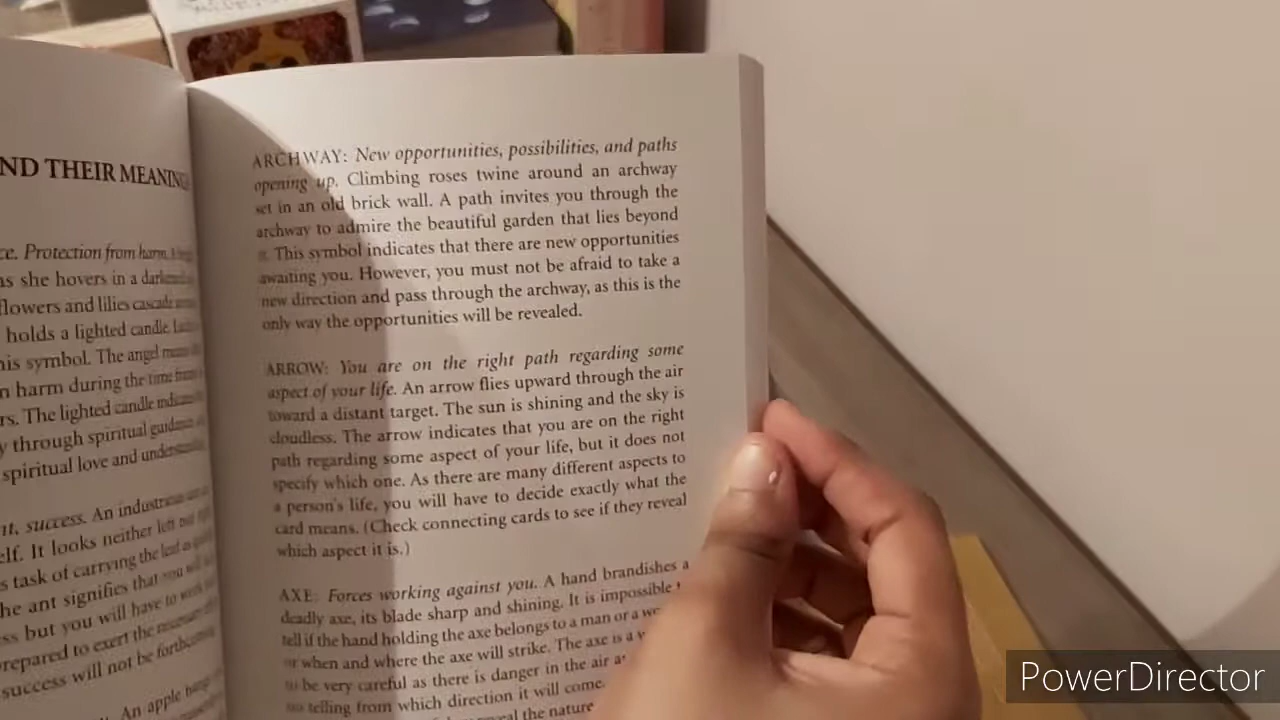 ND THEIR MEANING
ce. Protection from harm.
as she hovers in a
flowers and lilies cascade
holds a lighted candle.
his symbol. The angel means
n harm during the time
rs. The lighted candle
y through spiritual guidance
spiritual love and
nt, success. An industrious
elf. It looks neither left
s task of carrying the leaf
he ant signifies that you
ss but you will have to work
repared to exert the necessary
success will not be
An apple
ARCHWAY: New opportunities, possibilities, and paths
opening up. Climbing roses twine around an archway
set in an old brick wall. A path invites you through the
archway to admire the beautiful garden that lies beyond
it. This symbol indicates that there are new opportunities
awaiting you. However, you must not be afraid to take a
new direction and pass through the archway, as this is the
only way the opportunities will be revealed.
ARROW: You are on the right path regarding some
aspect of your life. An arrow flies upward through the air
toward a distant target. The sun is shining and the sky is
cloudless. The arrow indicates that you are on the right
path regarding some aspect of your life, but it does not
specify which one. As there are many different aspects to
a person's life, you will have to decide exactly what the
card means. (Check connecting cards to see if they reveal
which aspect it is.)
AXE: Forces working against you. A hand brandishes a
deadly axe, its blade sharp and shining. It is impossible
tell if the hand holding the axe belongs to a man or a
or when and where the axe will strike. The axe is a
to be very careful as there is danger in the air
no telling from which direction it will come.
the nature
PowerDirector